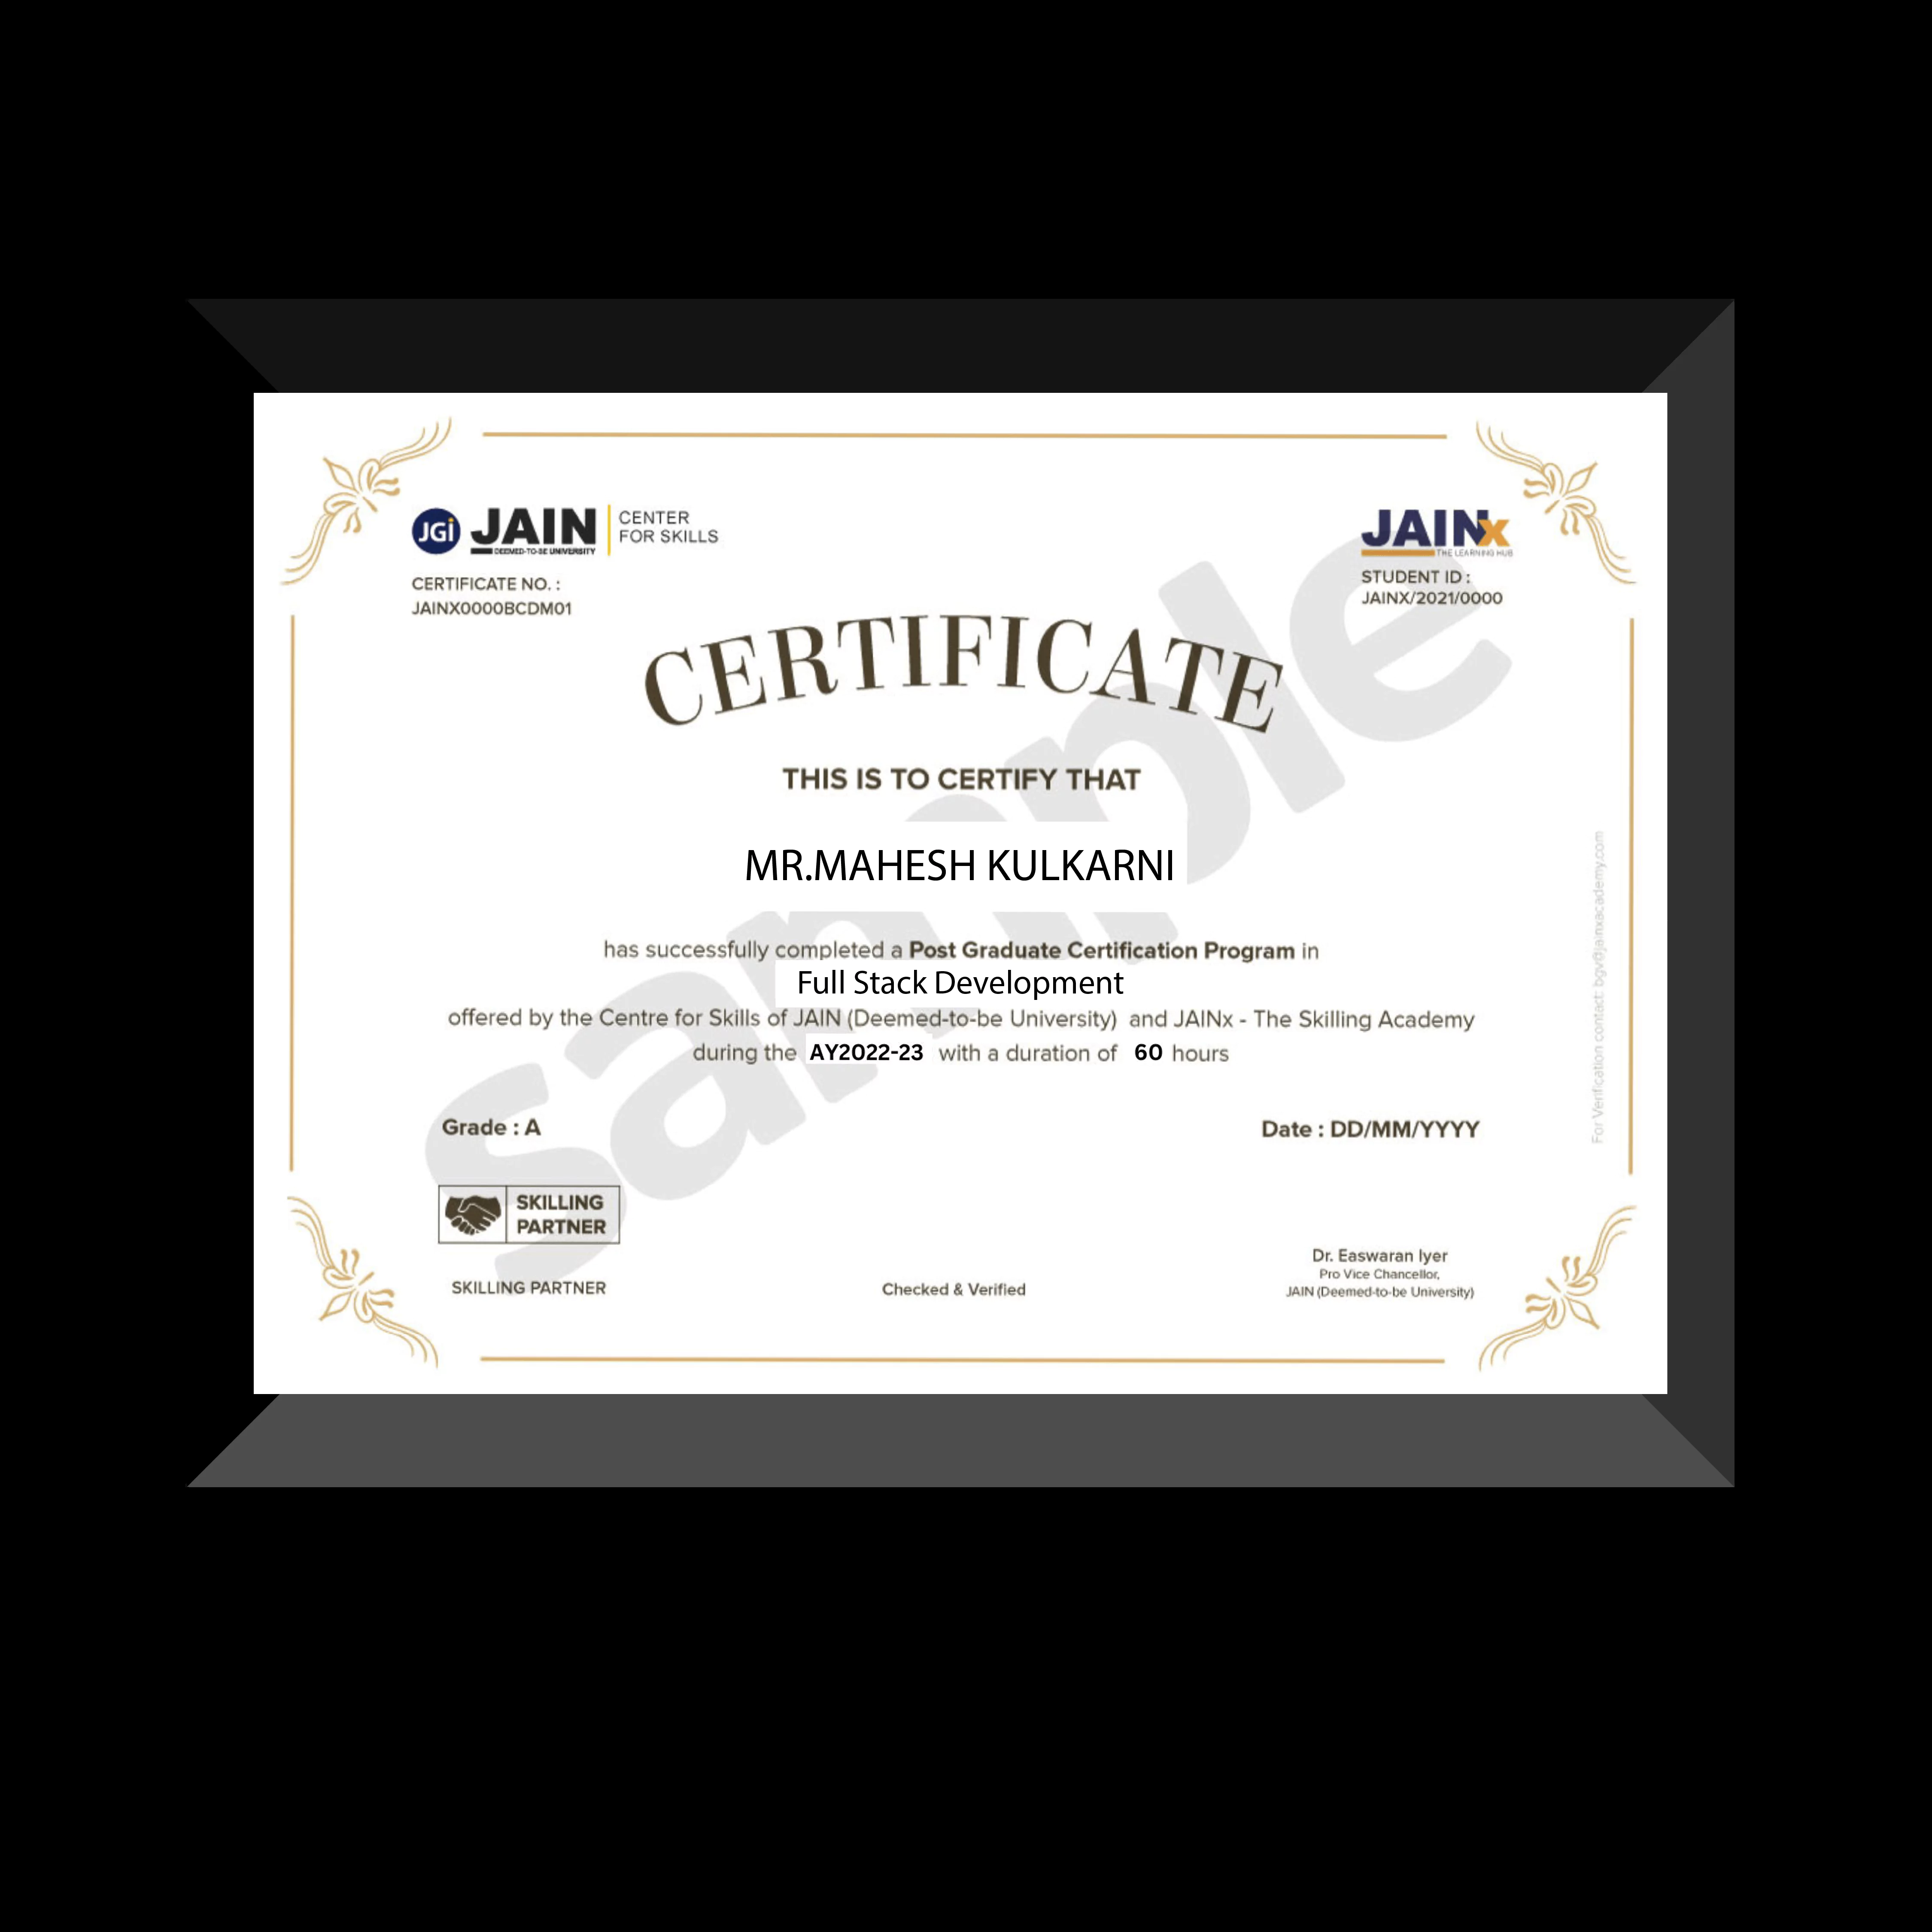 JGi JAIN CENTER
DEEMED-TO-BE UNIVERSITY FOR SKILLS
CERTIFICATE NO. :
JAINX0000BCDM01
JAINx
THE LEARNING HUB
STUDENT ID :
JAINX/2021/0000
CERTIFICATE
THIS IS TO CERTIFY THAT
MR.MAHESH KULKARNI
has successfully completed a Post Graduate Certification Program in
Full Stack Development
offered by the Centre for Skills of JAIN (Deemed-to-be University) and JAINx - The Skilling Academy
during the AY2022-23 with a duration of 60 hours
Grade : A
Date : DD/MM/YYYY
SKILLING
PARTNER
SKILLING PARTNER
Checked & Verified
Dr. Easwaran Iyer
Pro Vice Chancellor,
JAIN (Deemed-to-be University)
For Verification contact: bgv@jainxacademy.com
sample